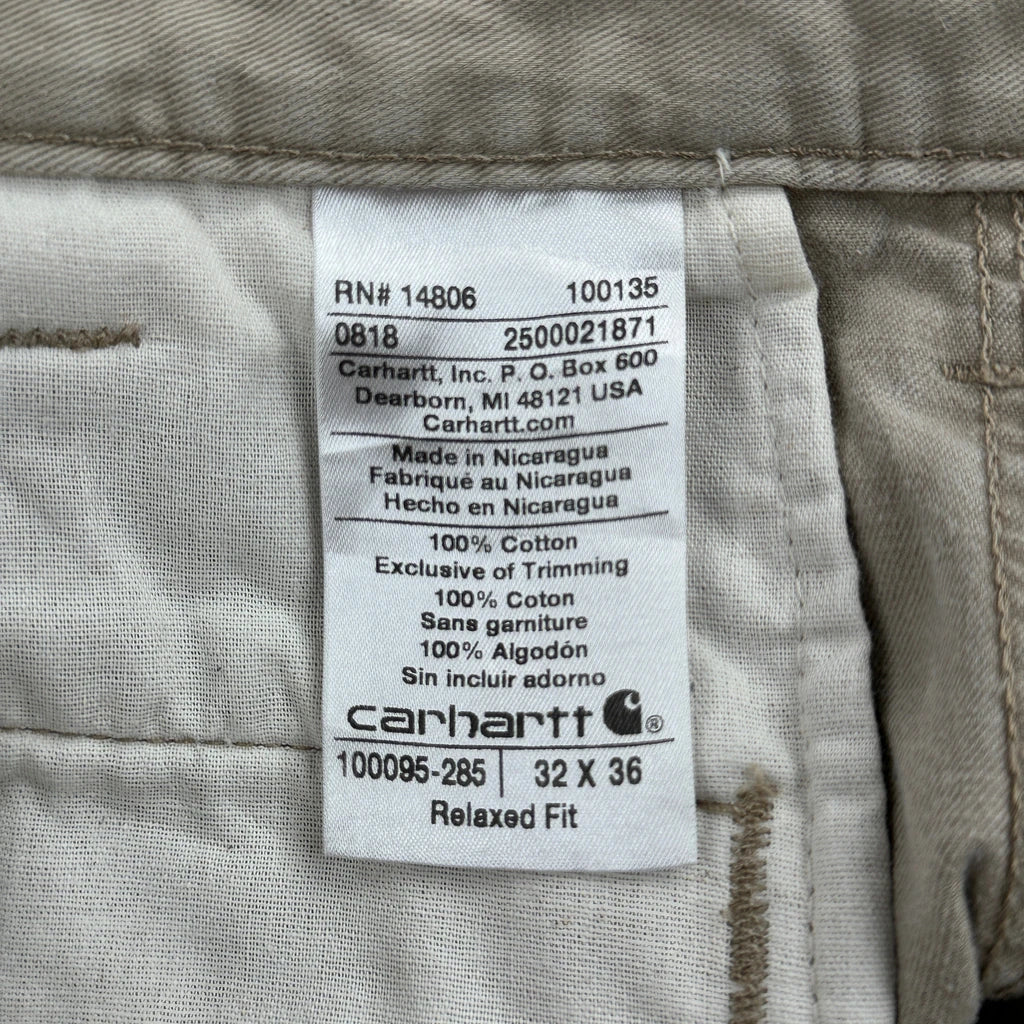 RN# 14806 100135
0818 2500021871
Carhartt, Inc. P. O. Box 600
Dearborn, MI 48121 USA
Carhartt.com
Made in Nicaragua
Fabriqué au Nicaragua
Hecho en Nicaragua
100% Cotton
Exclusive of Trimming
100% Coton
Sans garniture
100% Algodón
Sin incluir adorno
carhartt ®
100095-285 | 32 X 36
Relaxed Fit